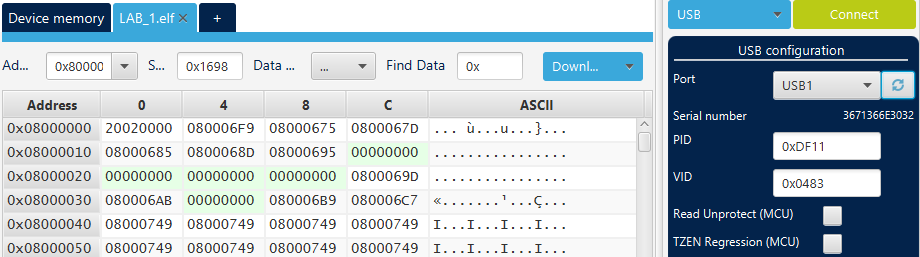 Device memory LAB_1.elf × +
Ad... 0x80000 S... 0x1698 Data ... ... Find Data 0x Downl...
Address 0 4 8 C ASCII
0x08000000 20020000 080006F9 08000675 0800067D ... ù...u...}...
0x08000010 08000685 0800068D 08000695 00000000 ................
0x08000020 00000000 00000000 00000000 0800069D ................
0x08000030 080006AB 00000000 080006B9 080006C7 «.......¹...Ç...
0x08000040 08000749 08000749 08000749 08000749 I...I...I...I...
0x08000050 08000749 08000749 08000749 08000749 I...I...I...I...
USB Connect
USB configuration
Port USB1
Serial number 3671366E3032
PID 0xDF11
VID 0x0483
Read Unprotect (MCU)
TZEN Regression (MCU)